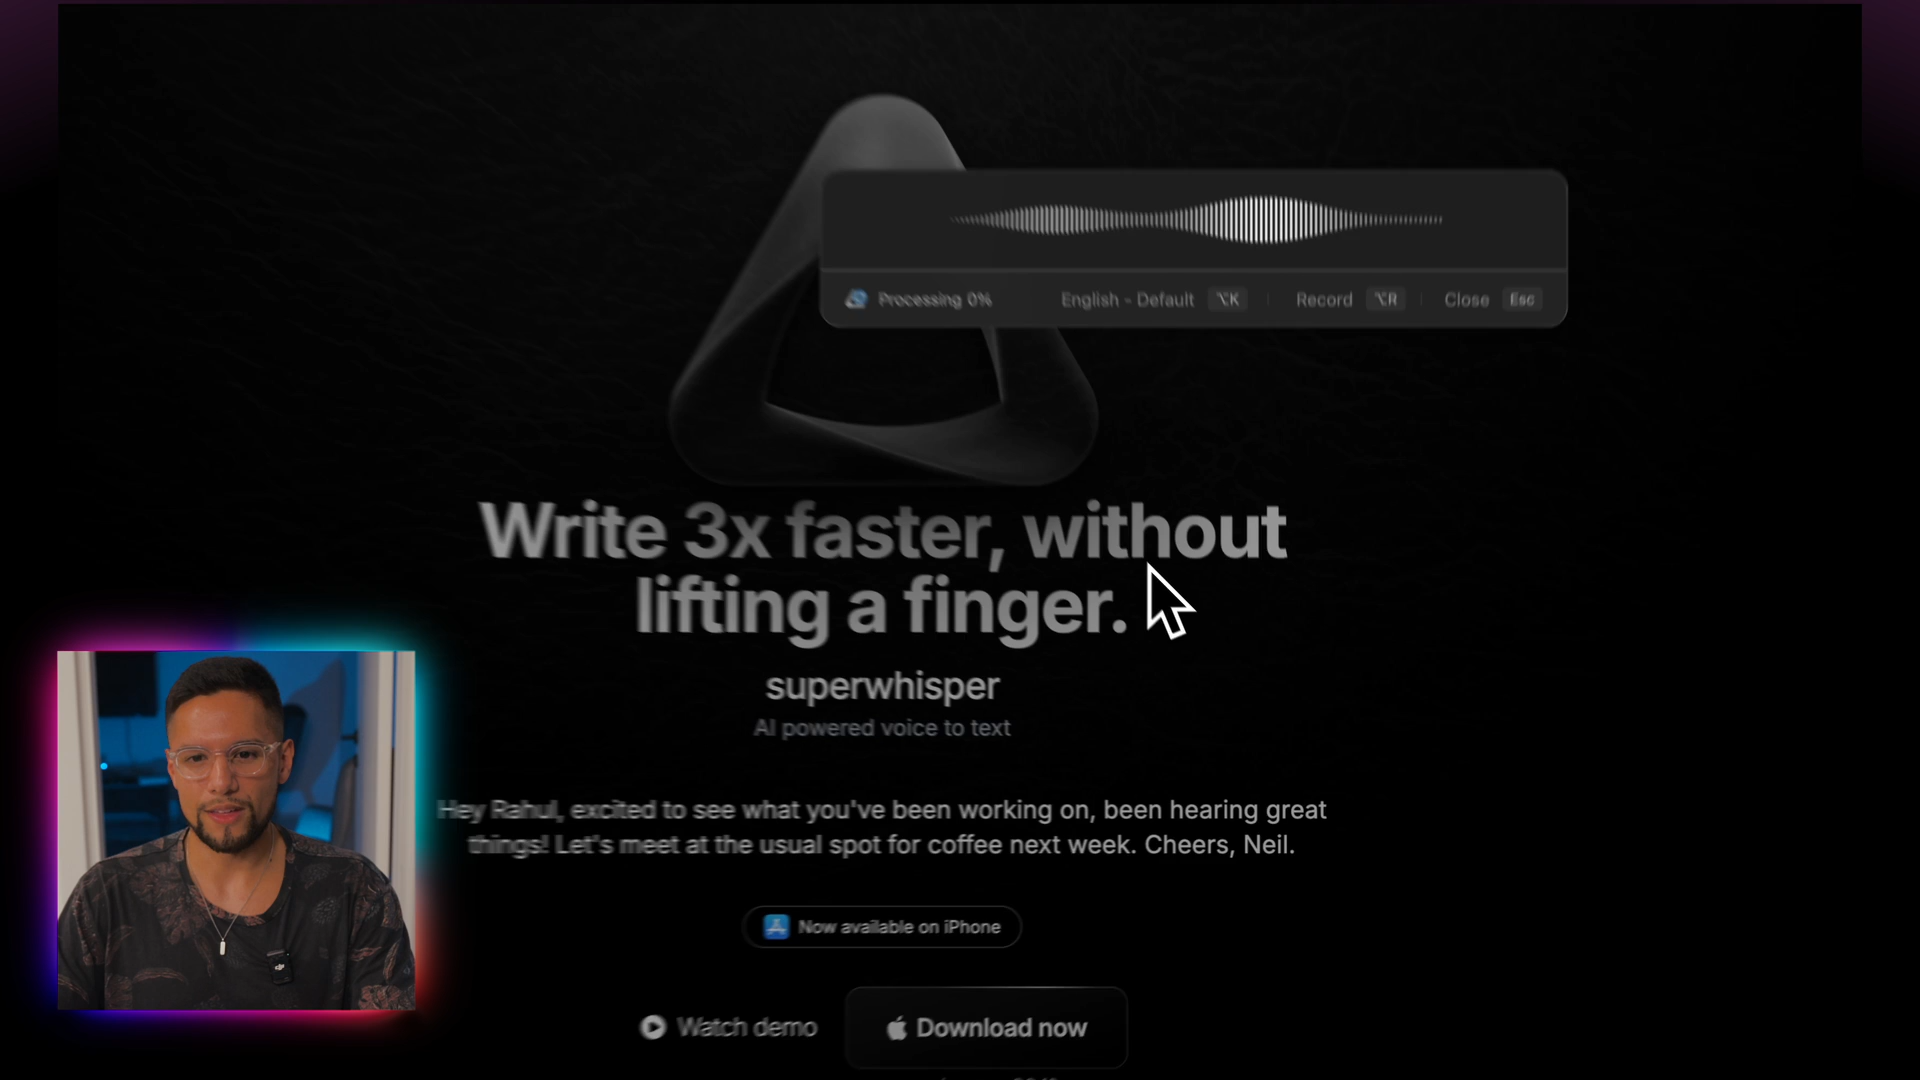 Processing 0%
English - Default ⌥K
Record ⌥R
Close Esc
Write 3x faster, without
lifting a finger.
superwhisper
AI powered voice to text
Hey Rahul, excited to see what you've been working on, been hearing great
things! Let's meet at the usual spot for coffee next week. Cheers, Neil.
Now available on iPhone
Watch demo
Download now